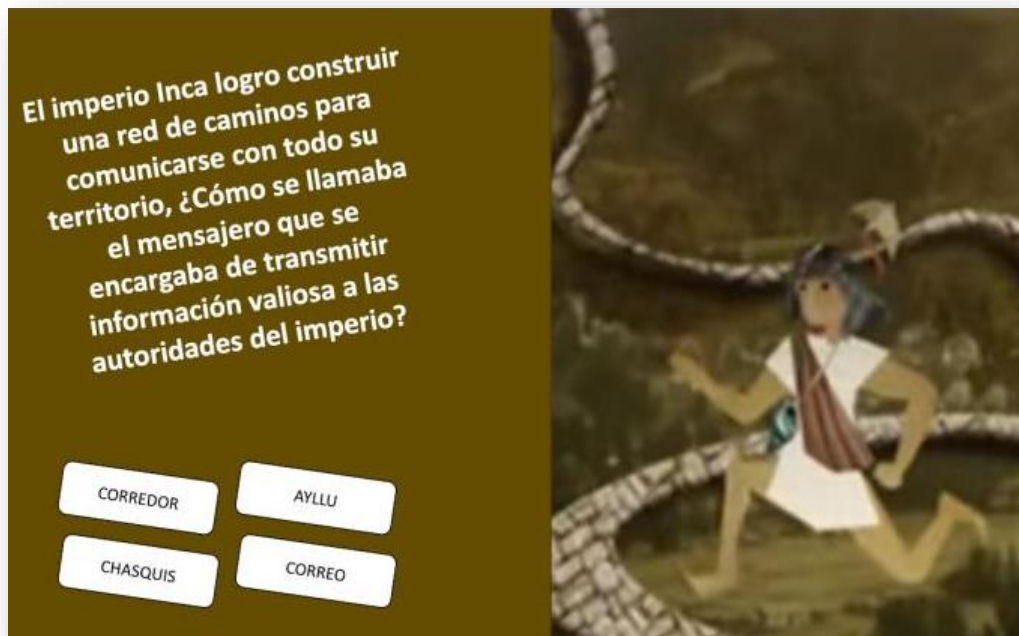 El imperio Inca logro construir
una red de caminos para
comunicarse con todo su
territorio, ¿Cómo se llamaba
el mensajero que se
encargaba de transmitir
información valiosa a las
autoridades del imperio?
CORREDOR
AYLLU
CHASQUIS
CORREO